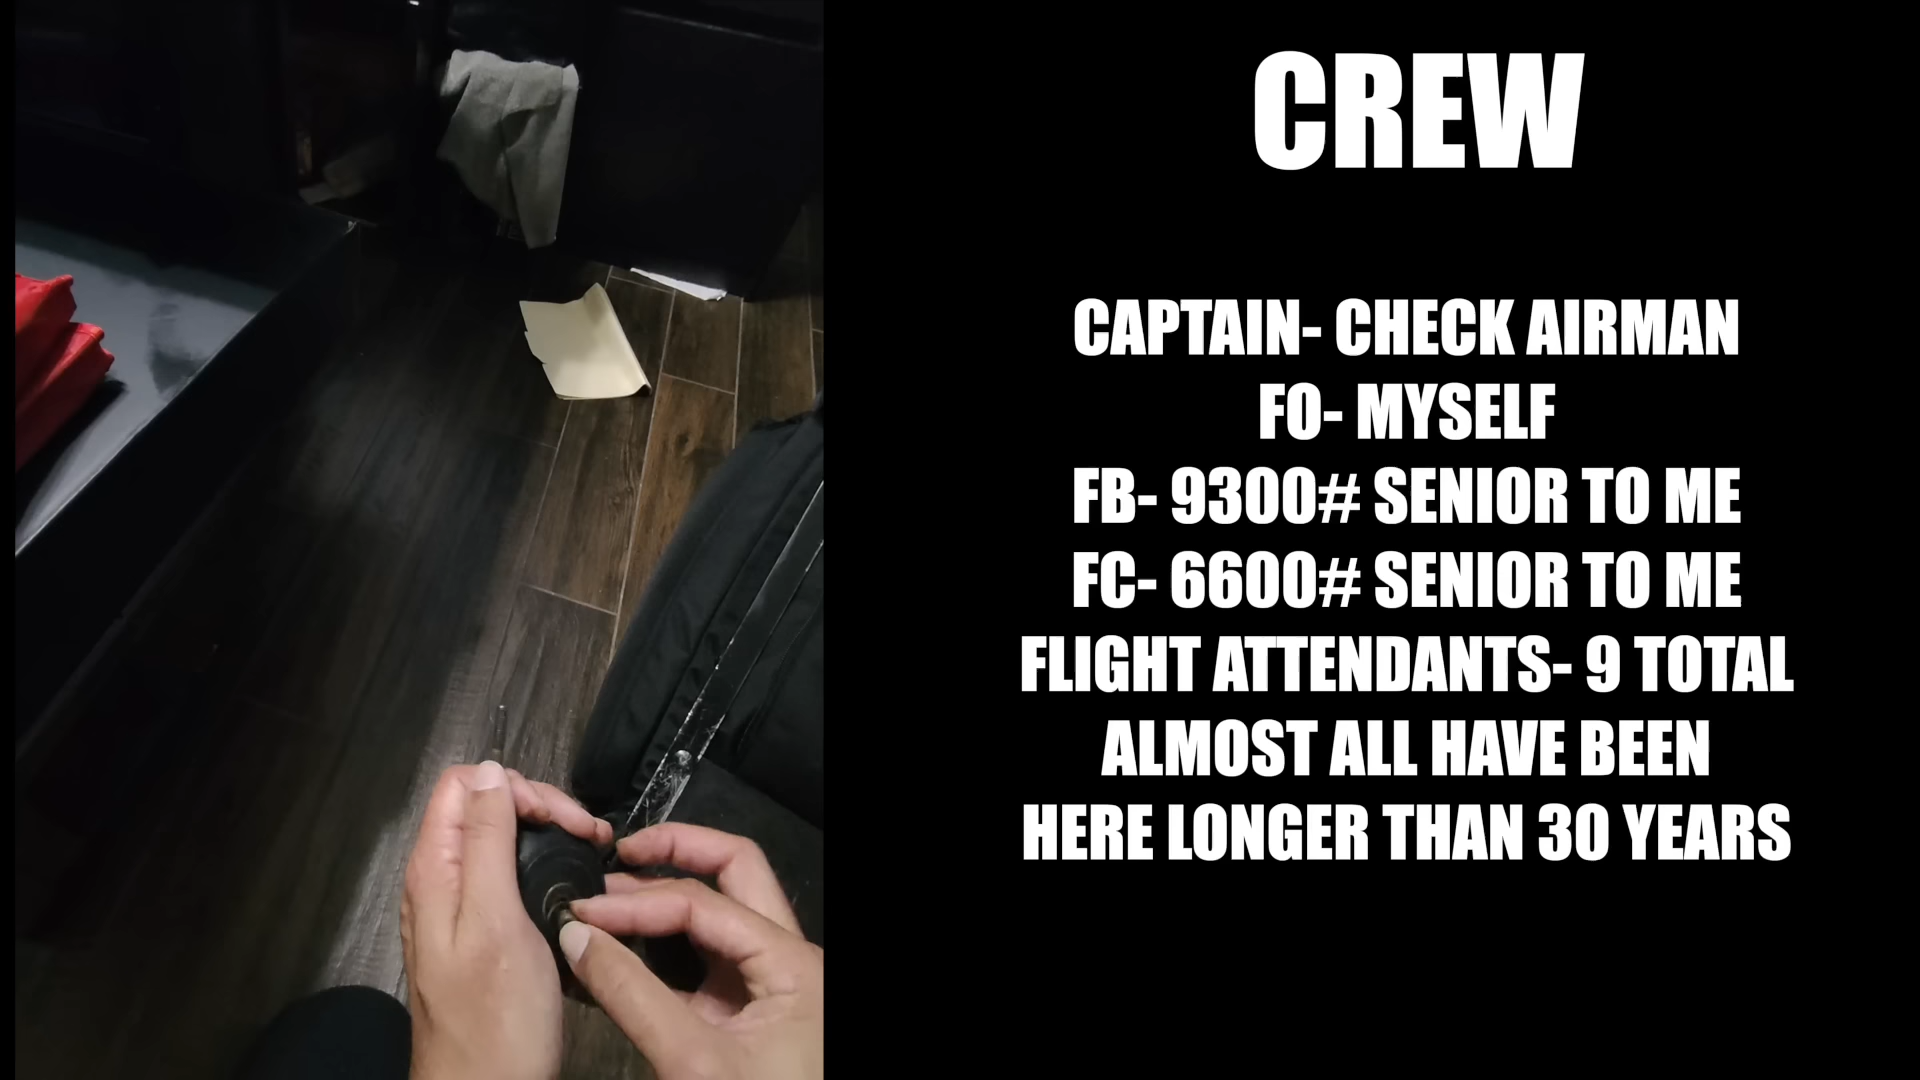 CREW
CAPTAIN- CHECK AIRMAN
FO- MYSELF
FB- 9300# SENIOR TO ME
FC- 6600# SENIOR TO ME
FLIGHT ATTENDANTS- 9 TOTAL
ALMOST ALL HAVE BEEN
HERE LONGER THAN 30 YEARS